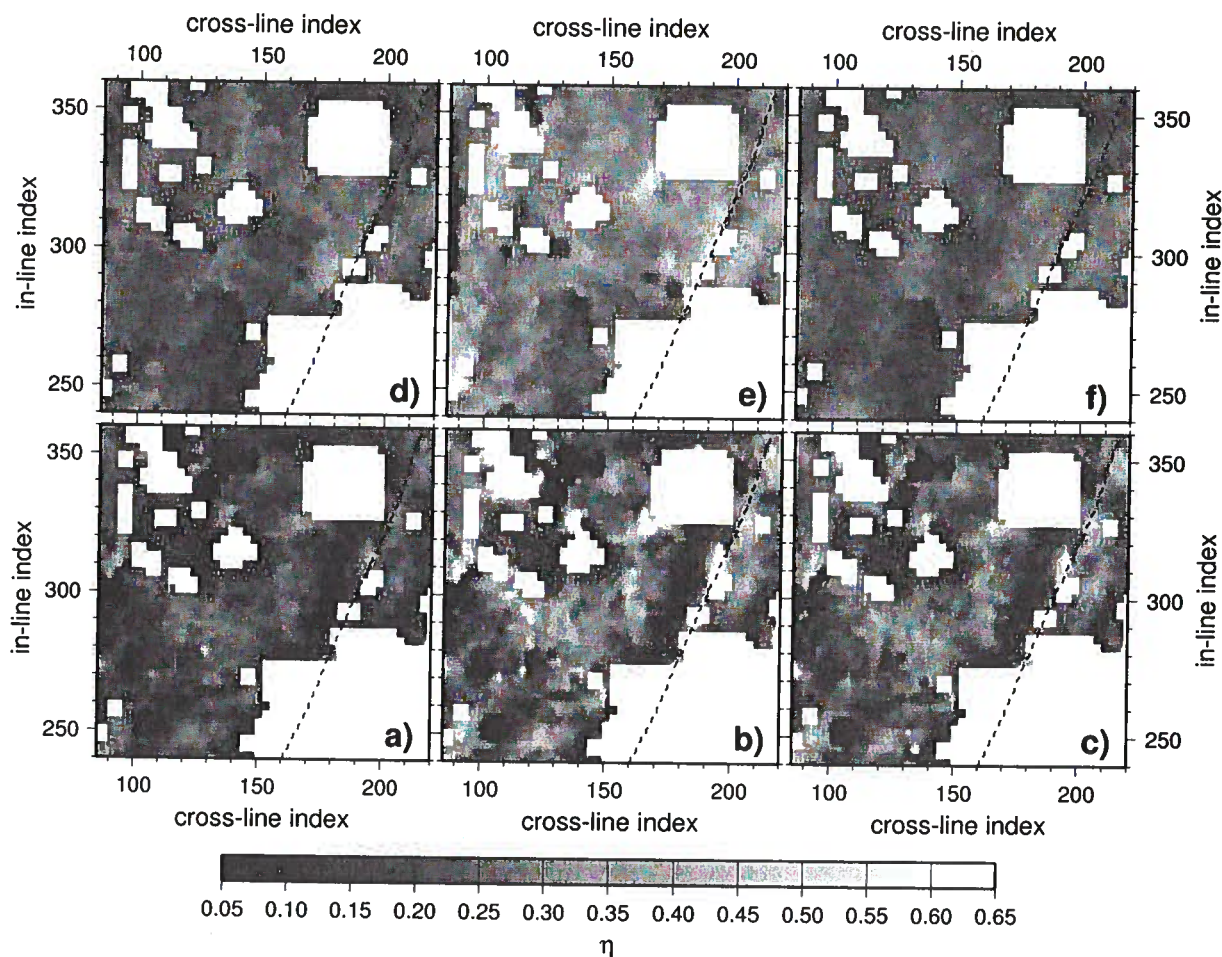 cross-line index cross-line index cross-line index
100 150 200 100 150 200 100 150 200
350 350
in-line index in-line index
300 300
250 250
d) e) f)
350 350
in-line index in-line index
300 300
250 250
a) b) c)
100 150 200 100 150 200 100 150 200
cross-line index cross-line index cross-line index
0.05 0.10 0.15 0.20 0.25 0.30 0.35 0.40 0.45 0.50 0.55 0.60 0.65
η